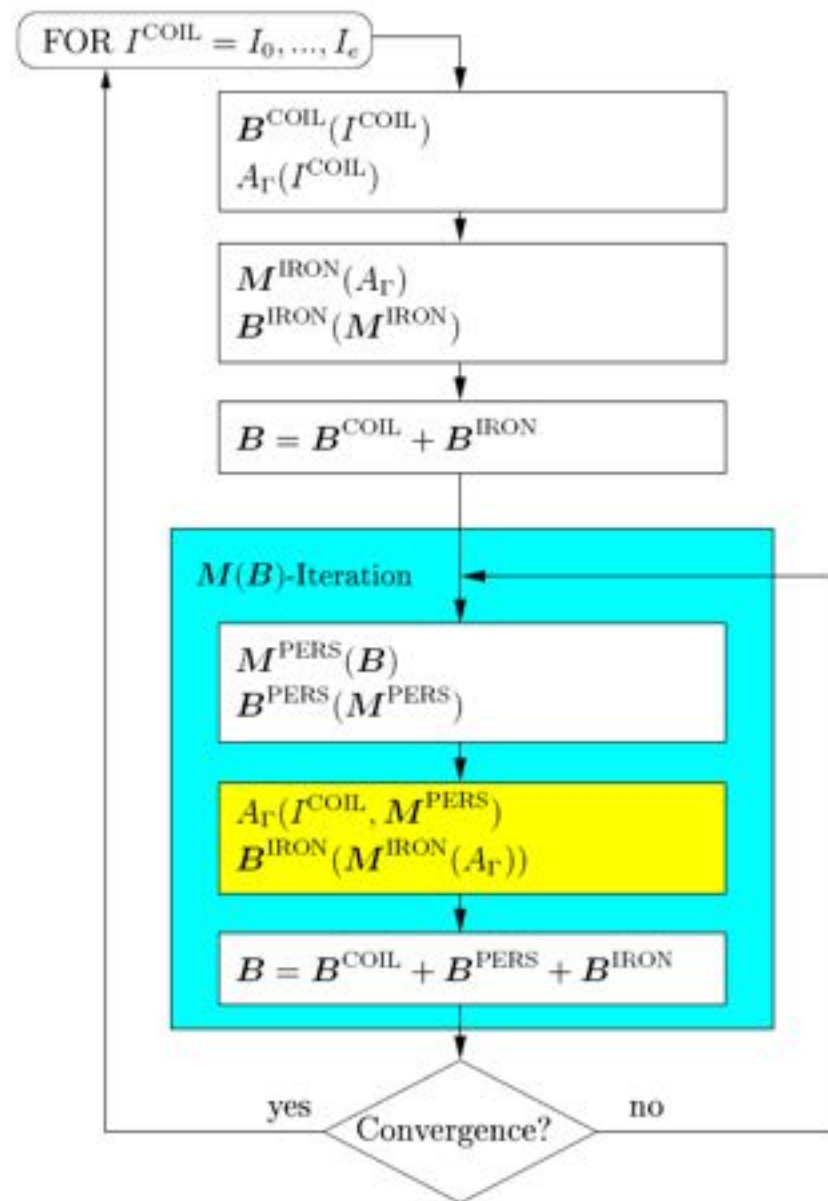 FOR I^COIL = I_0, ..., I_e
B^COIL(I^COIL)
A_Γ(I^COIL)
M^IRON(A_Γ)
B^IRON(M^IRON)
B = B^COIL + B^IRON
M(B)-Iteration
M^PERS(B)
B^PERS(M^PERS)
A_Γ(I^COIL, M^PERS)
B^IRON(M^IRON(A_Γ))
B = B^COIL + B^PERS + B^IRON
yes
Convergence?
no